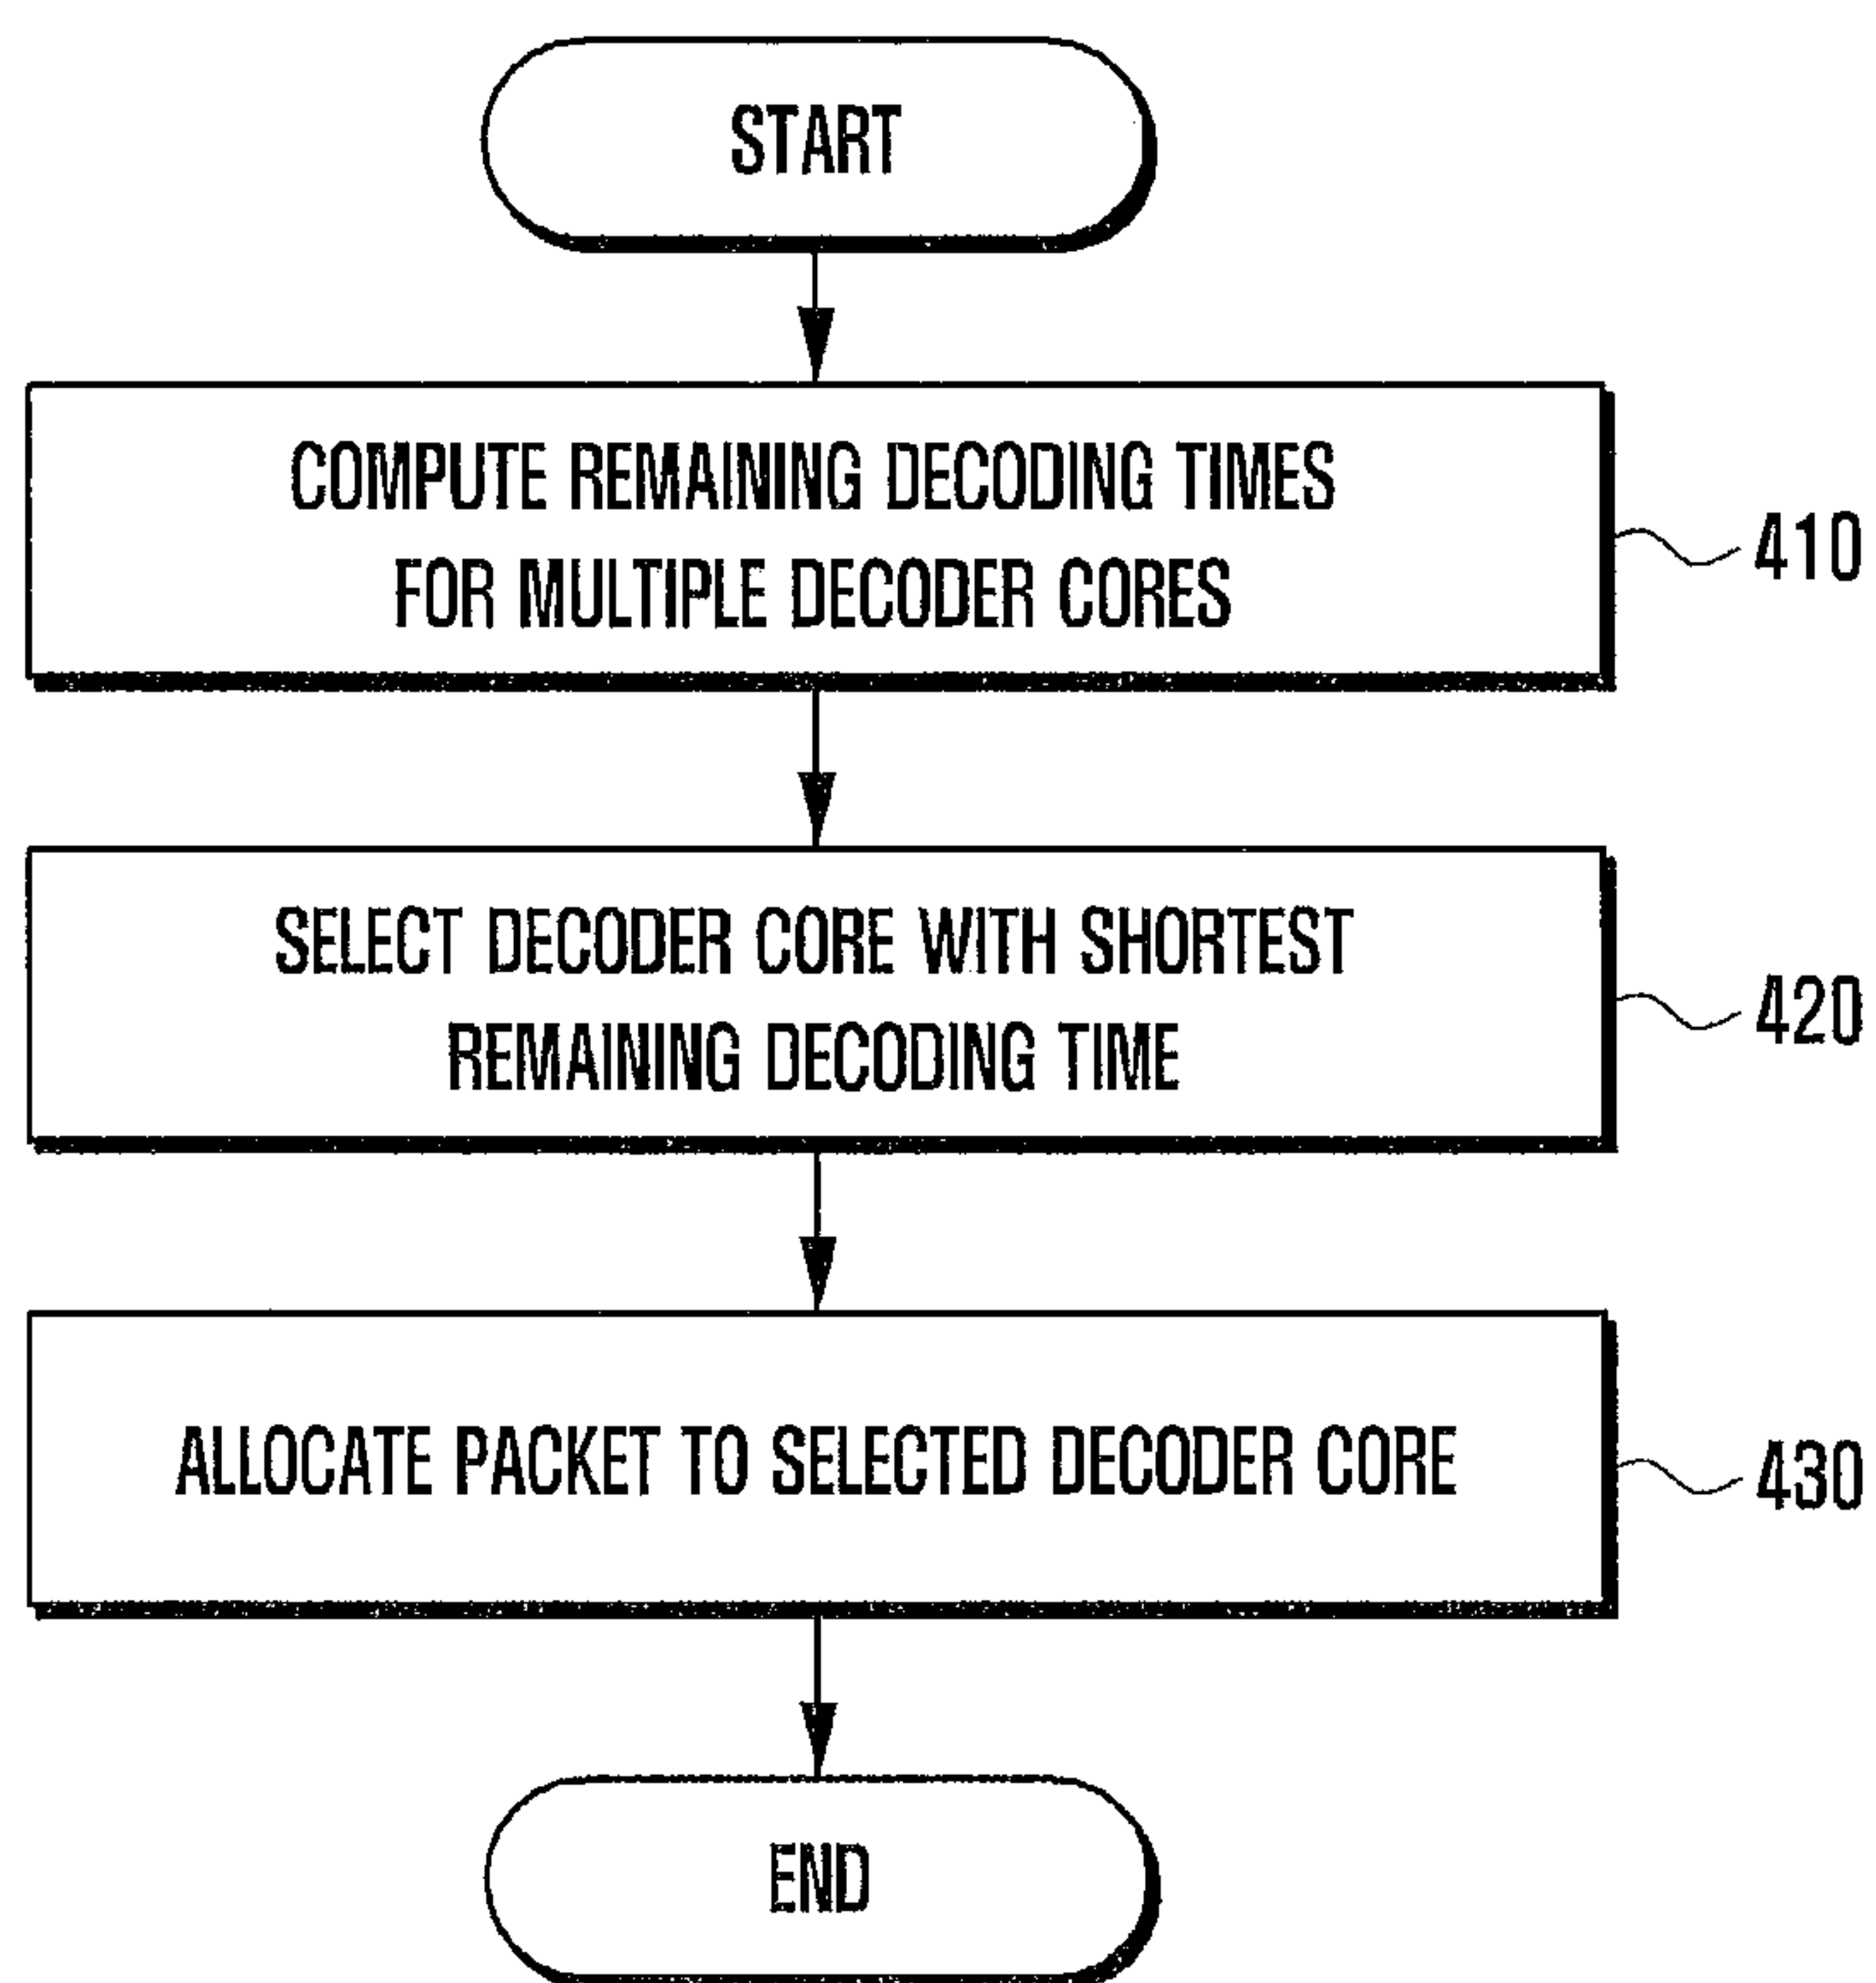 START
COMPUTE REMAINING DECODING TIMES
FOR MULTIPLE DECODER CORES
410
SELECT DECODER CORE WITH SHORTEST
REMAINING DECODING TIME
420
ALLOCATE PACKET TO SELECTED DECODER CORE
430
END